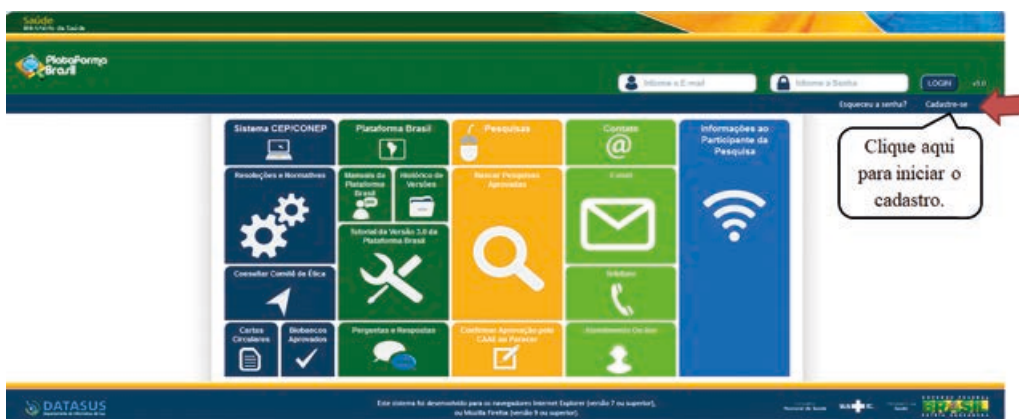 Saúde
Ministério da Saúde
Plataforma
Brasil
Informe o E-mail
Informe a Senha
LOGIN
v3.0
Esqueceu a senha?
Cadastre-se
Clique aqui
para iniciar o
cadastro.
Sistema CEP/CONEP
Plataforma Brasil
Pesquisas
Contato
Informações ao
Participante da
Pesquisa
Resoluções e Normativas
Manuais da
Plataforma
Brasil
Histórico de
Versões
Buscar Pesquisas
Aprovadas
E-mail
Tutorial da Versão 3.0 da
Plataforma Brasil
Consultar Comitê de Ética
Telefone
Cartas
Circulares
Biobancos
Aprovados
Perguntas e Respostas
Confirmar Aprovação pelo
CAAE ou Parecer
Atendimento On-line
DATASUS
Este sistema foi desenvolvido para os navegadores Internet Explorer (versão 7 ou superior),
ou Mozilla Firefox (versão 9 ou superior).
SUS
BRASIL